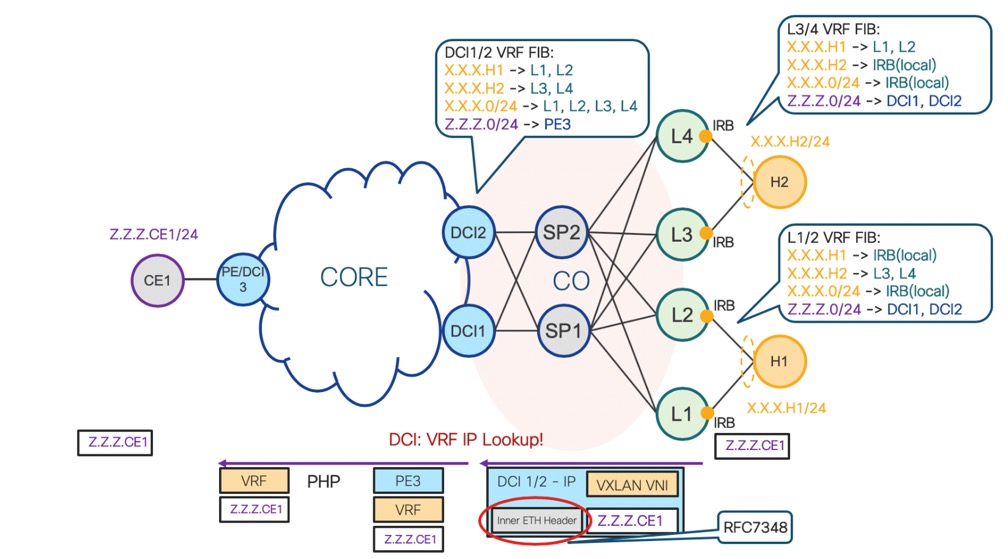 L3/4 VRF FIB:
X.X.X.H1 -> L1, L2
X.X.X.H2 -> IRB(local)
X.X.X.0/24 -> IRB(local)
Z.Z.Z.0/24 -> DCI1, DCI2
DCI1/2 VRF FIB:
X.X.X.H1 -> L1, L2
X.X.X.H2 -> L3, L4
X.X.X.0/24 -> L1, L2, L3, L4
Z.Z.Z.0/24 -> PE3
L4
IRB
X.X.X.H2/24
H2
Z.Z.Z.CE1/24
DCI2
SP2
L3
IRB
L1/2 VRF FIB:
X.X.X.H1 -> IRB(local)
X.X.X.H2 -> L3, L4
X.X.X.0/24 -> IRB(local)
Z.Z.Z.0/24 -> DCI1, DCI2
CE1
PE/DCI
3
CORE
CO
L2
IRB
DCI1
SP1
H1
X.X.X.H1/24
L1
IRB
Z.Z.Z.CE1
DCI: VRF IP Lookup!
Z.Z.Z.CE1
VRF
PHP
PE3
DCI 1/2 - IP
VXLAN VNI
Z.Z.Z.CE1
VRF
Inner ETH Header
Z.Z.Z.CE1
RFC7348
Z.Z.Z.CE1